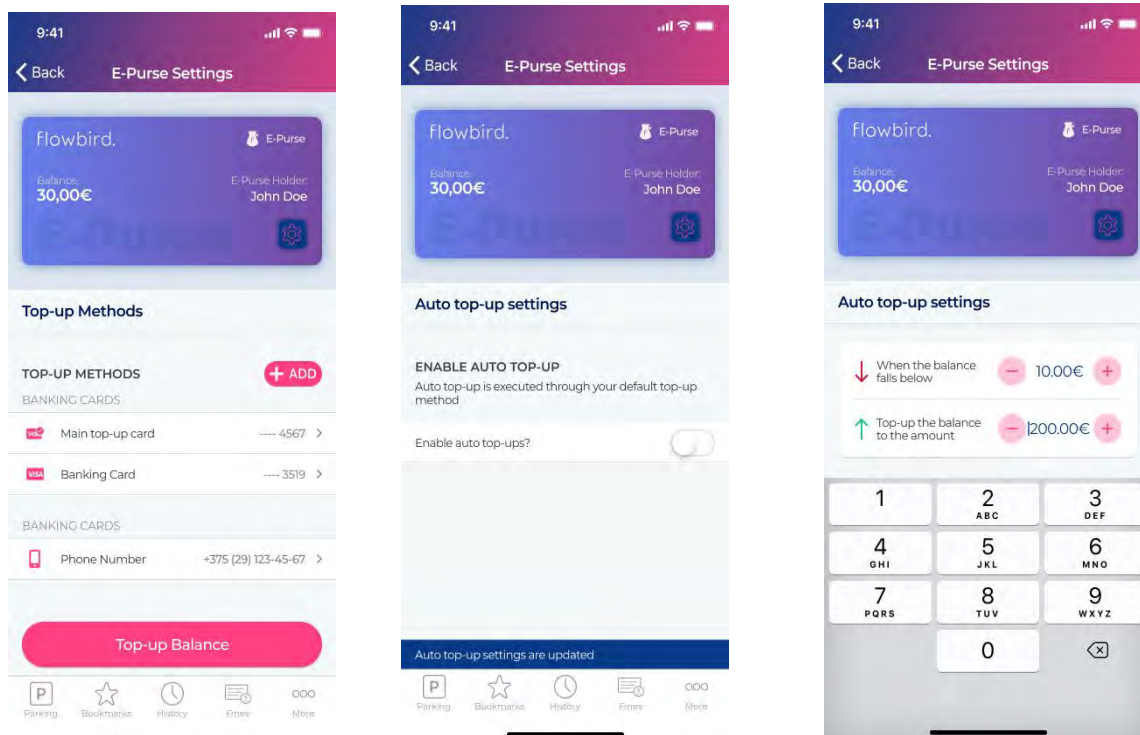 9:41
Back E-Purse Settings
flowbird. E-Purse
Balance: E-Purse Holder:
30,00€ John Doe
E-Purse
Top-up Methods
TOP-UP METHODS + ADD
BANKING CARDS
Main top-up card ---- 4567 >
VISA Banking Card ---- 3519 >
BANKING CARDS
Phone Number +375 (29) 123-45-67 >
Top-up Balance
P
Parking Bookmarks History Fines More
9:41
Back E-Purse Settings
flowbird. E-Purse
Balance: E-Purse Holder:
30,00€ John Doe
E-Purse
Auto top-up settings
ENABLE AUTO TOP-UP
Auto top-up is executed through your default top-up
method
Enable auto top-ups?
Auto top-up settings are updated
P
Parking Bookmarks History Fines More
9:41
Back E-Purse Settings
flowbird. E-Purse
Balance: E-Purse Holder:
30,00€ John Doe
E-Purse
Auto top-up settings
When the balance
falls below − 10.00€ +
Top-up the balance
to the amount − 200.00€ +
1 2 3
ABC DEF
4 5 6
GHI JKL MNO
7 8 9
PQRS TUV WXYZ
0